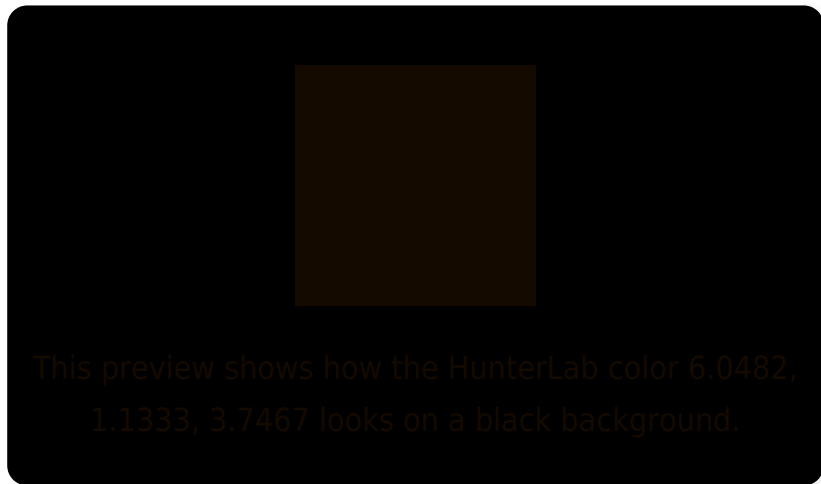 This preview shows how the HunterLab color 6.0482,
1.1333, 3.7467 looks on a black background.